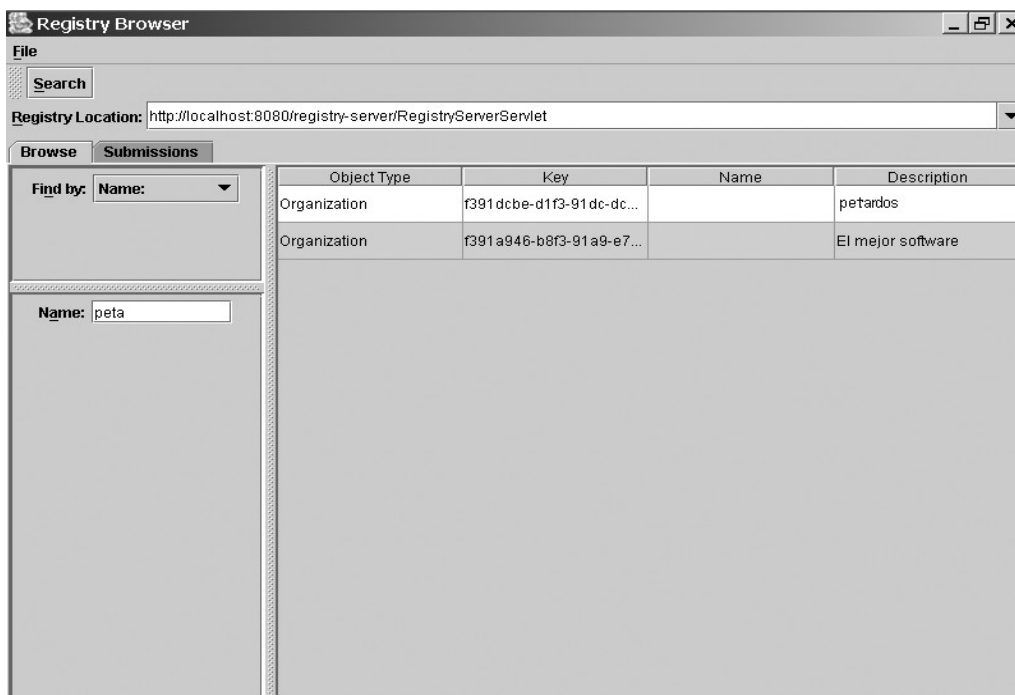 Registry Browser
File
Search
Registry Location: http://localhost:8080/registry-server/RegistryServerServlet
Browse Submissions
Find by: Name:
Object Type Key Name Description
Organization f391dcbe-d1f3-91dc-dc... petardos
Organization f391a946-b8f3-91a9-e7... El mejor software
Name: peta